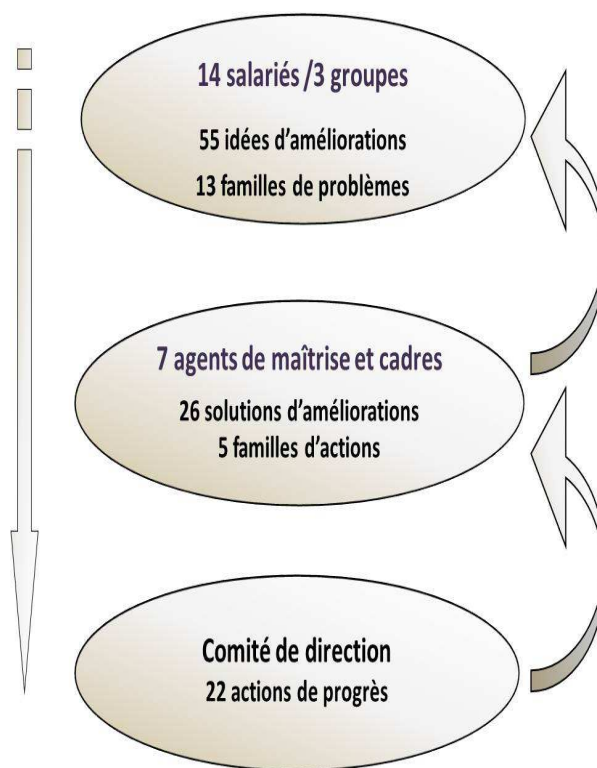 14 salariés /3 groupes
55 idées d’améliorations
13 familles de problèmes
7 agents de maîtrise et cadres
26 solutions d’améliorations
5 familles d’actions
Comité de direction
22 actions de progrès